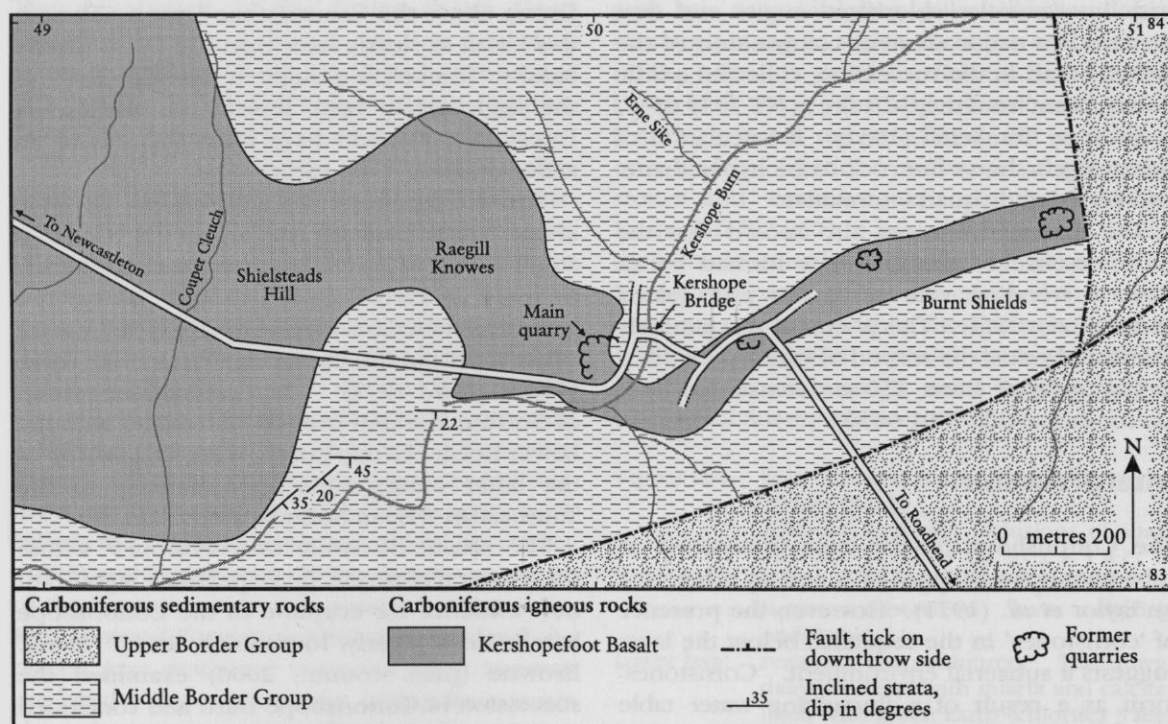 49
50
51
84
To Newcastleton
Couper Cleuch
Shielsteads
Hill
Raegill
Knowes
Main
quarry
Erne Sike
Kershope Burn
Kershope
Bridge
Burnt Shields
22
45
20
35
To Roadhead
N
0 metres 200
83
Carboniferous sedimentary rocks
Upper Border Group
Middle Border Group
Carboniferous igneous rocks
Kershopefoot Basalt
Fault, tick on
downthrow side
35
Inclined strata,
dip in degrees
Former
quarries